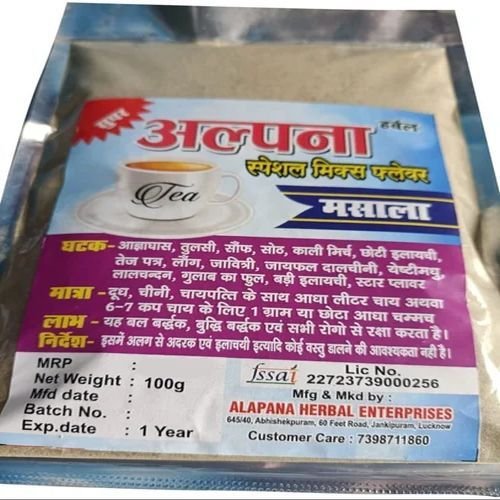 सुपर
अल्पना हर्बल
स्पेशल मिक्स फ्लेवर
Tea
मसाला
घटक- आज्ञाघास, तुलसी, सौंफ, सोठ, काली मिर्च, छोटी इलायची,
तेज पत्र, लौंग, जावित्री, जायफल दालचीनी, येष्टीमधु,
लालचन्दन, गुलाब का फुल, बड़ी इलायची, स्टार फ्लावर
मात्रा - दूध, चीनी, चायपत्ति के साथ आधा लीटर चाय अथवा
6-7 कप चाय के लिए 1 ग्राम या छोटा आधा चम्मच
लाभ - यह बल बर्द्धक, बुद्धि बर्द्धक एवं सभी रोगो से रक्षा करता है।
निर्देश- इसमें अलग से अदरक एवं इलाचयी इत्यादि कोई वस्तु डालने की आवश्यकता नही है।
MRP :
Net Weight : 100g
Mfd date :
Batch No. :
Exp.date : 1 Year
fssai
Lic No.
22723739000256
Mfg & Mkd by :
ALAPANA HERBAL ENTERPRISES
645/40, Abhishekpuram, 60 Feet Road, Jankipuram, Lucknow
Customer Care : 7398711860